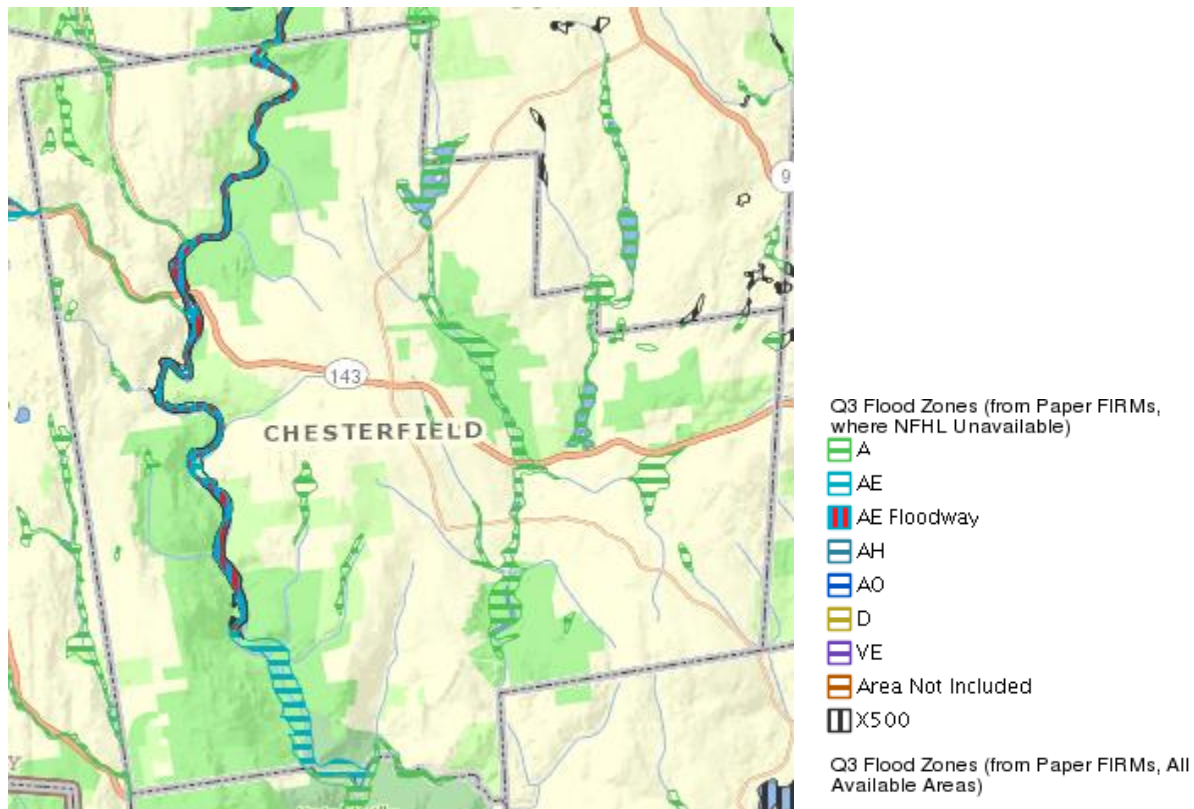 9
143
CHESTERFIELD
Y
Q3 Flood Zones (from Paper FIRMs,
where NFHL Unavailable)
A
AE
AE Floodway
AH
AO
D
VE
Area Not Included
X500
Q3 Flood Zones (from Paper FIRMs, All
Available Areas)